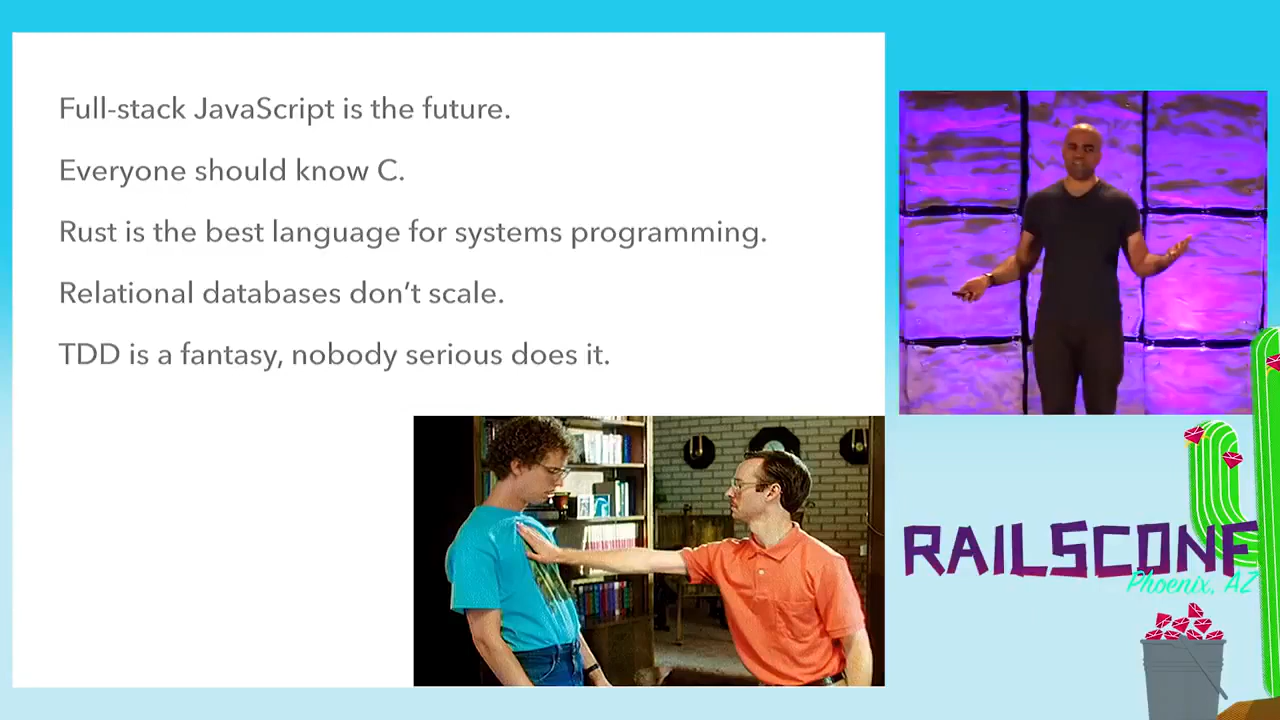 Full-stack JavaScript is the future.
Everyone should know C.
Rust is the best language for systems programming.
Relational databases don’t scale.
TDD is a fantasy, nobody serious does it.
RAILSCONF
Phoenix, AZ